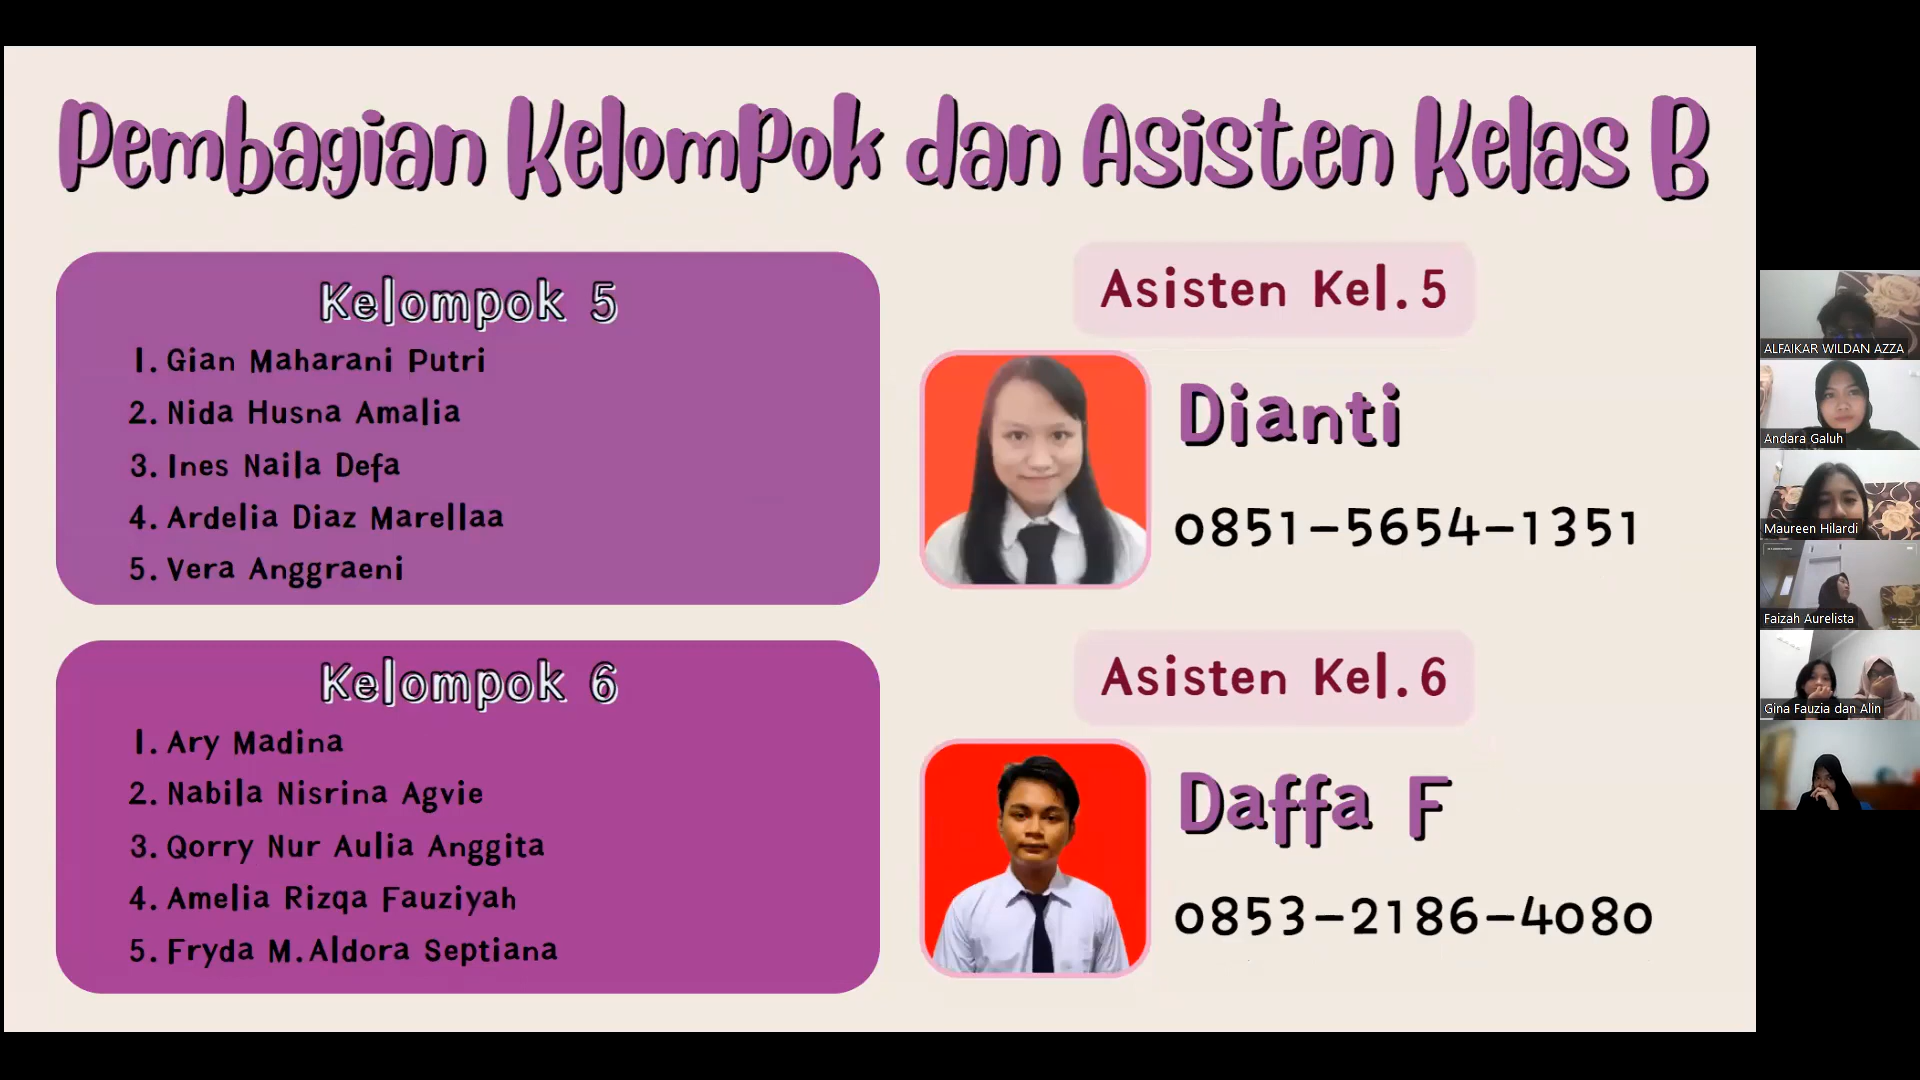 Pembagian Kelompok dan Asisten Kelas B
Kelompok 5
1. Gian Maharani Putri
2. Nida Husna Amalia
3. Ines Naila Defa
4. Ardelia Diaz Marellaa
5. Vera Anggraeni
Asisten Kel.5
Dianti
0851-5654-1351
Kelompok 6
1. Ary Madina
2. Nabila Nisrina Agvie
3. Qorry Nur Aulia Anggita
4. Amelia Rizqa Fauziyah
5. Fryda M.Aldora Septiana
Asisten Kel.6
Daffa F
0853-2186-4080
ALFAIKAR WILDAN AZZA
Andara Galuh
Maureen Hilardi
Faizah Aurelista
Gina Fauzia dan Alin